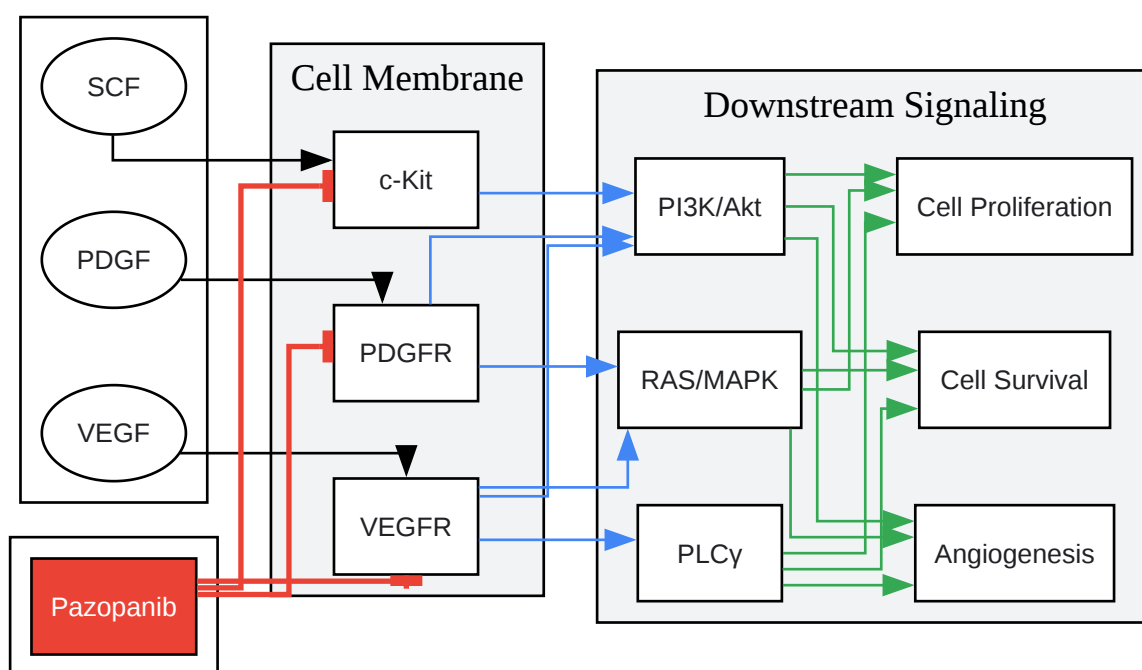 SCF
PDGF
VEGF
Pazopanib
Cell Membrane
c-Kit
PDGFR
VEGFR
Downstream Signaling
PI3K/Akt
RAS/MAPK
PLCγ
Cell Proliferation
Cell Survival
Angiogenesis